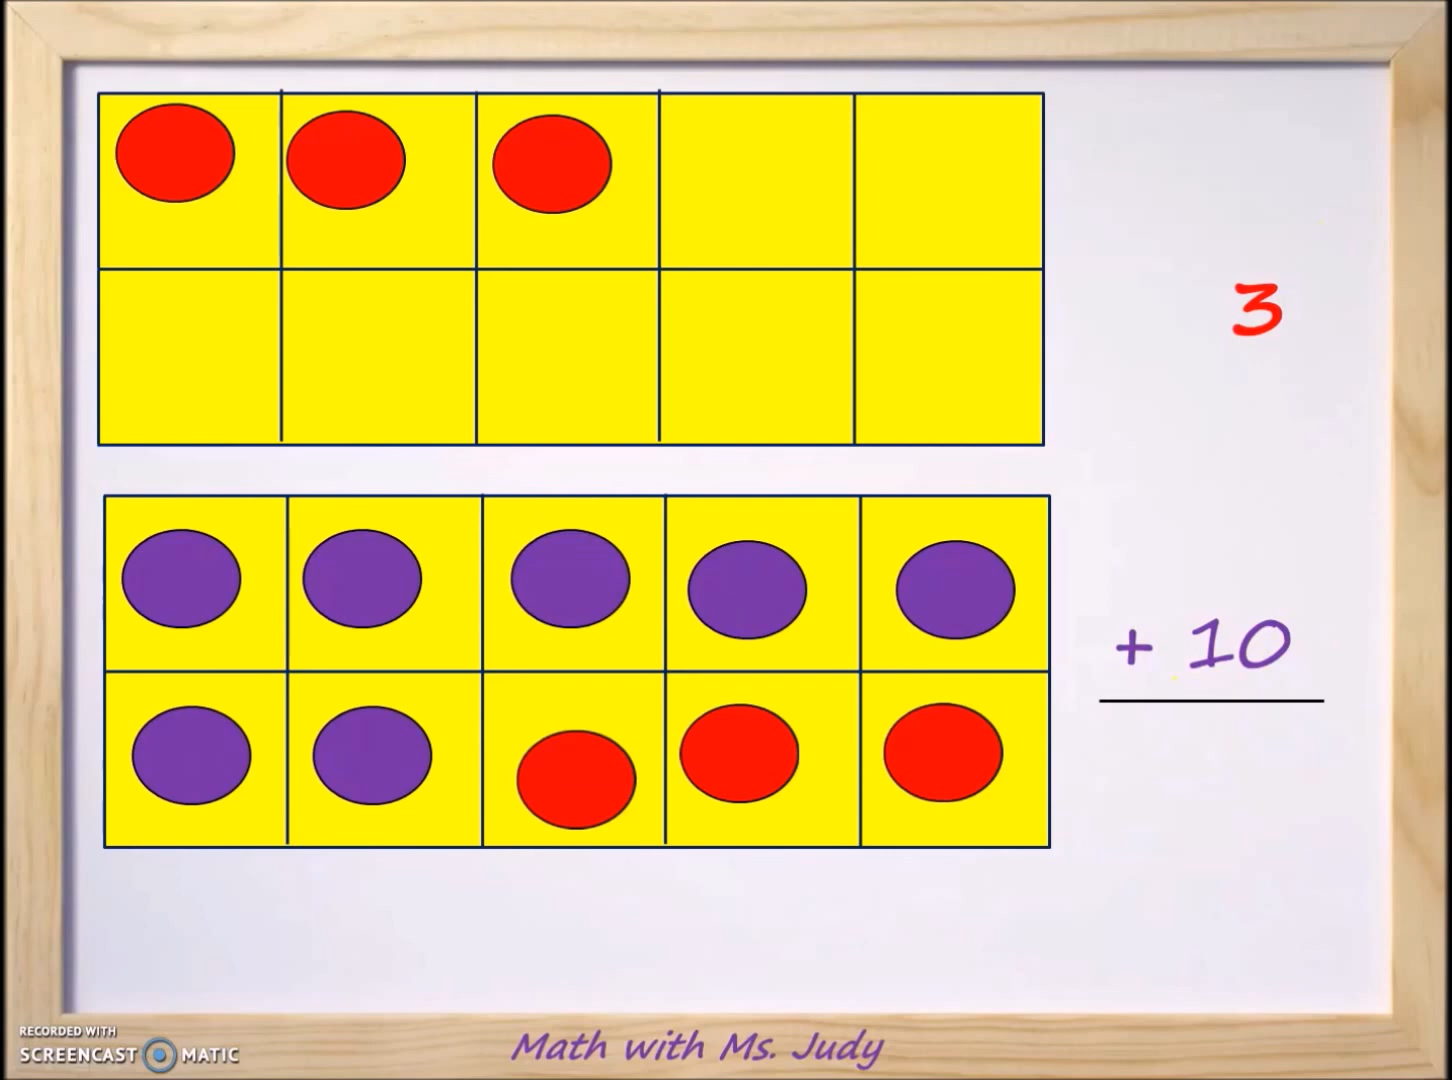 3
+ 10
RECORDED WITH
SCREENCAST MATIC
Math with Ms. Judy